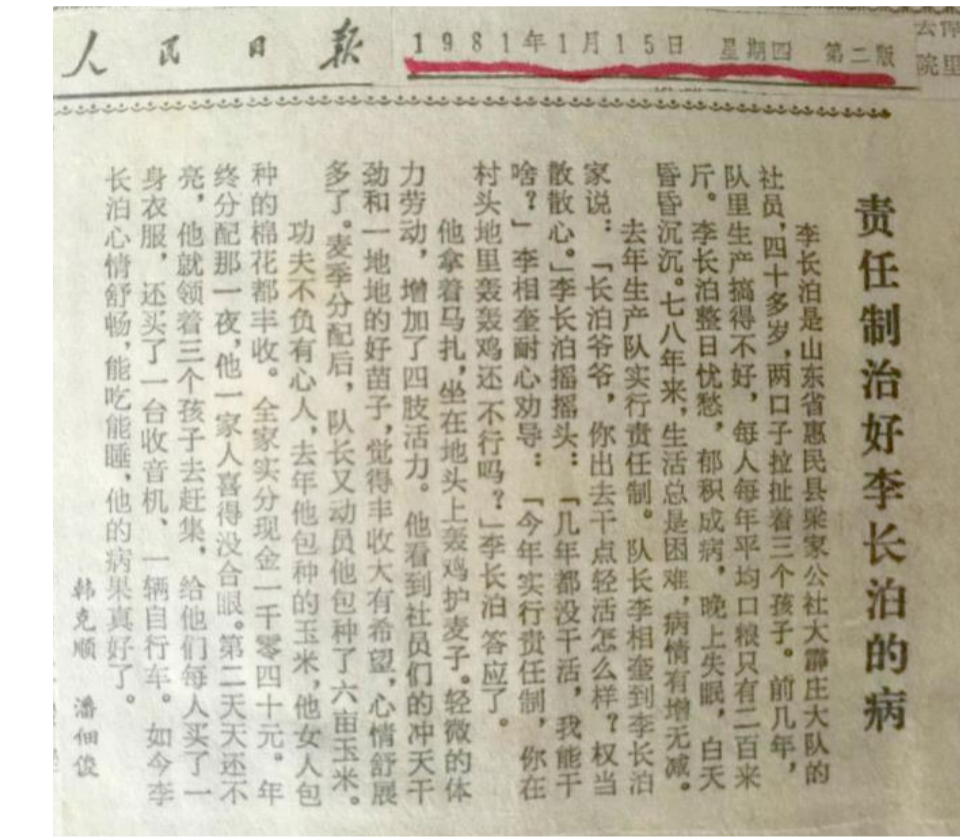 人民日报 1981年1月15日 星期四 第二版
院里
责任制治好李长泊的病
李长泊是山东省惠民县梁家公社大霹庄大队的
社员，四十多岁，两口子拉扯着三个孩子。前几年，
队里生产搞得不好，每人每年平均口粮只有二百来
斤。李长泊整日忧愁，郁积成病，晚上失眠，白天
昏昏沉沉。七八年来，生活总是困难，病情有增无减。
去年生产队实行责任制。队长李相奎到李长泊
家说：“长泊爷爷，你出去干点轻活怎么样？权当
散散心。”李长泊摇摇头：“几年都没干活，我能干
啥？”李相奎耐心劝导：“今年实行责任制，你在
村头地里轰轰鸡还不行吗？”李长泊答应了。
他拿着马扎，坐在地头上轰鸡护麦子。轻微的体
力劳动，增加了四肢活力。他看到社员们的冲天干
劲和一地地的好苗子，觉得丰收大有希望，心情舒展
多了。麦季分配后，队长又动员他包种了六亩玉米。
功夫不负有心人，去年他包种的玉米，他女人包
种的棉花都丰收。全家实分现金一千零四十元。年
终分配那一夜，他一家人喜得没合眼。第二天天还不
亮，他就领着三个孩子去赶集，给他们每人买了一
身衣服，还买了一台收音机、一辆自行车。如今李
长泊心情舒畅，能吃能睡，他的病果真好了。
韩克顺 潘佃俊